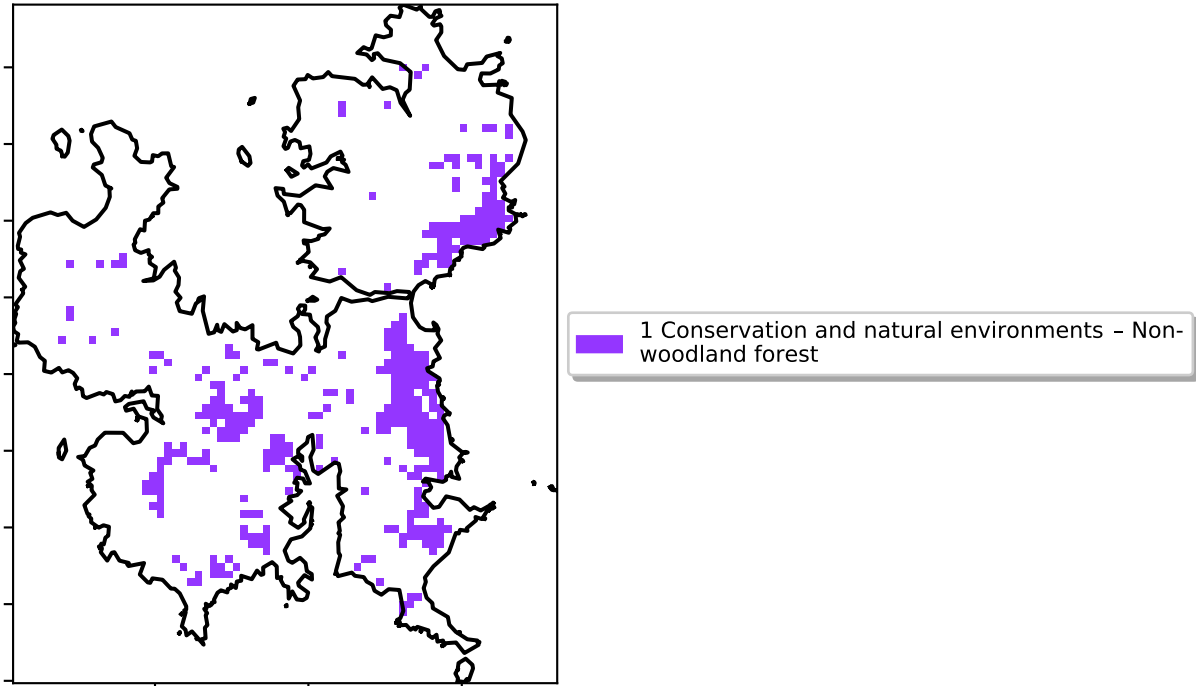 1 Conservation and natural environments – Non-
woodland forest